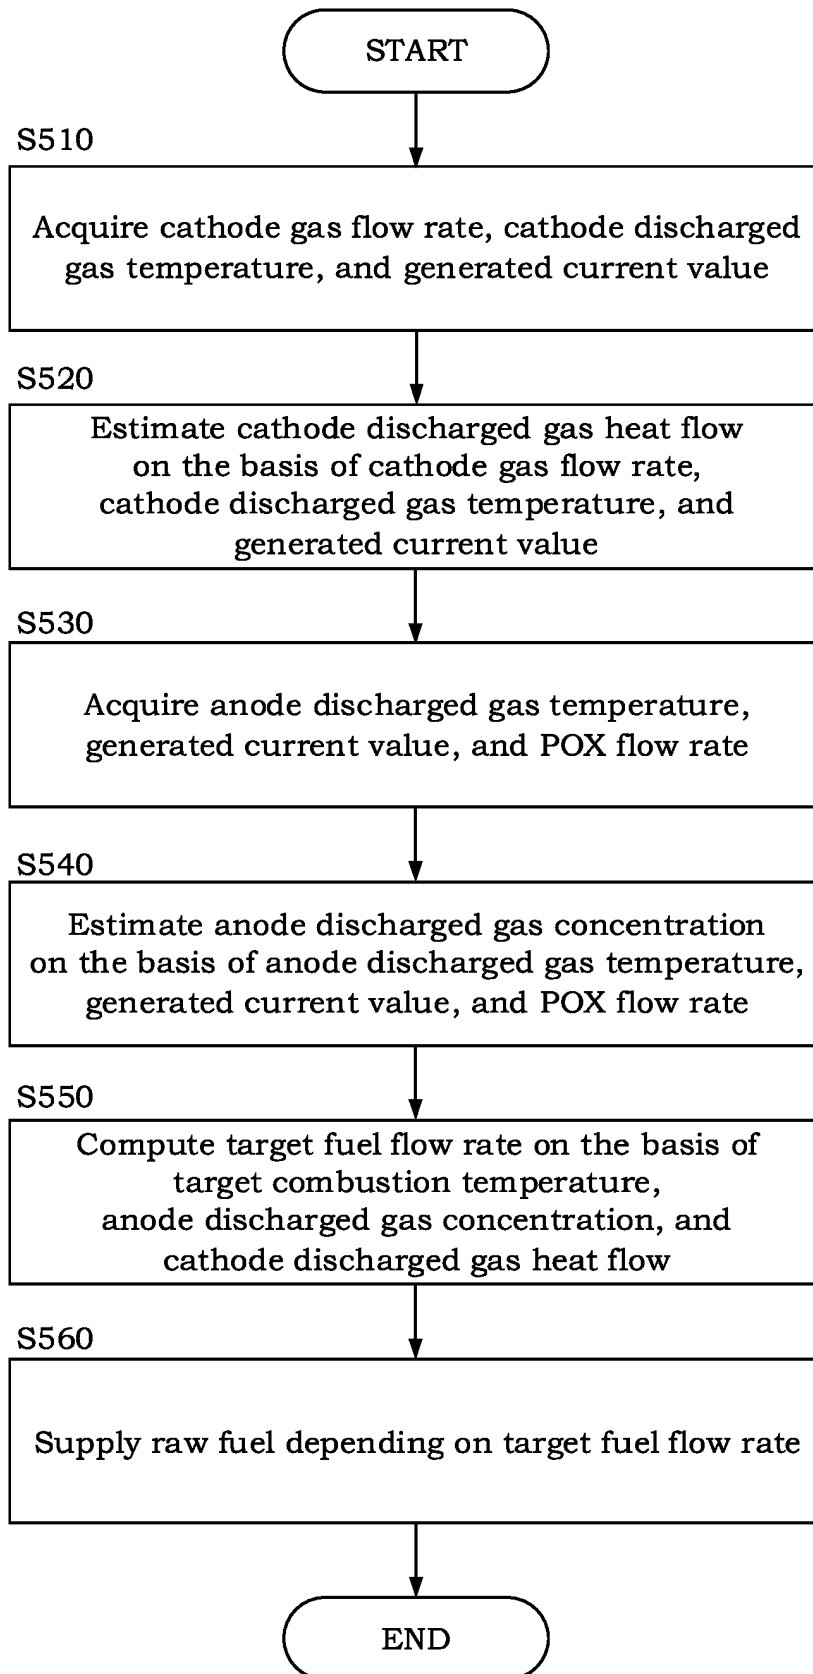 START
S510
Acquire cathode gas flow rate, cathode discharged
gas temperature, and generated current value
S520
Estimate cathode discharged gas heat flow
on the basis of cathode gas flow rate,
cathode discharged gas temperature, and
generated current value
S530
Acquire anode discharged gas temperature,
generated current value, and POX flow rate
S540
Estimate anode discharged gas concentration
on the basis of anode discharged gas temperature,
generated current value, and POX flow rate
S550
Compute target fuel flow rate on the basis of
target combustion temperature,
anode discharged gas concentration, and
cathode discharged gas heat flow
S560
Supply raw fuel depending on target fuel flow rate
END